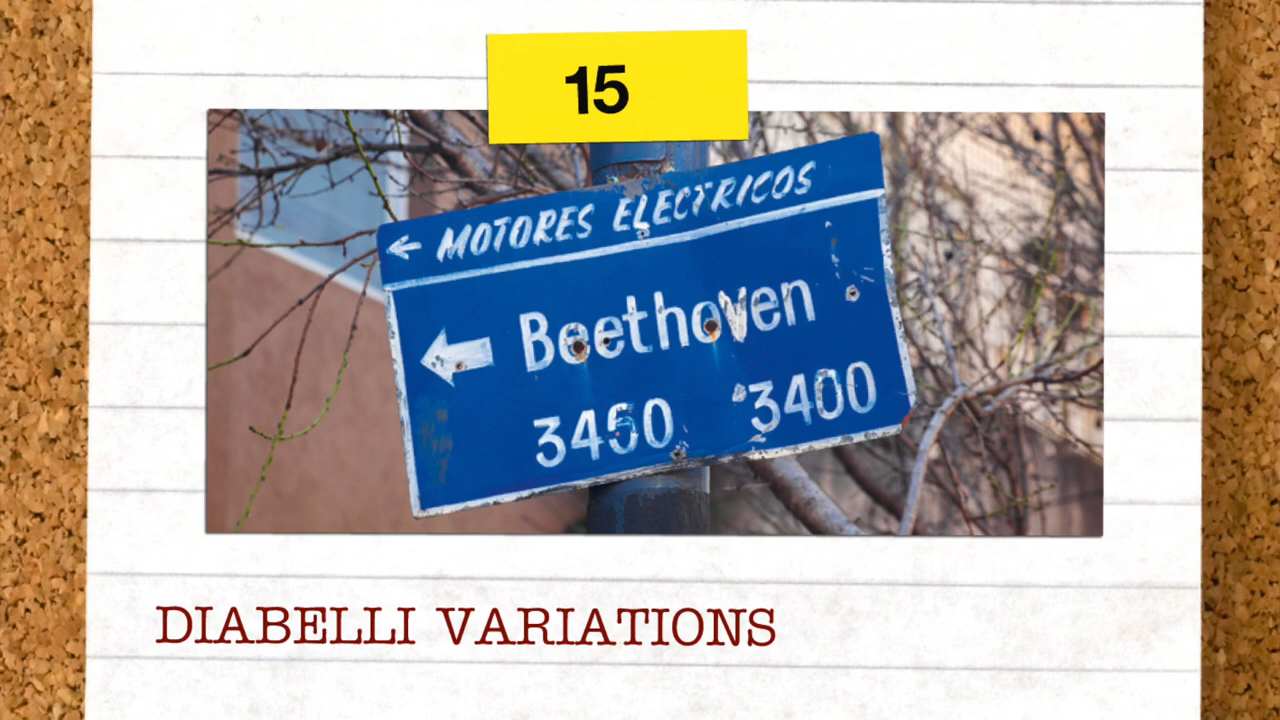 15
← MOTORES ELECTRICOS
← Beethoven
3450 3400
DIABELLI VARIATIONS